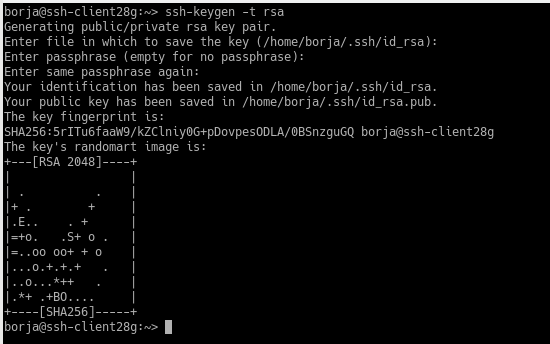 borja@ssh-client28g:~> ssh-keygen -t rsa
Generating public/private rsa key pair.
Enter file in which to save the key (/home/borja/.ssh/id_rsa):
Enter passphrase (empty for no passphrase):
Enter same passphrase again:
Your identification has been saved in /home/borja/.ssh/id_rsa.
Your public key has been saved in /home/borja/.ssh/id_rsa.pub.
The key fingerprint is:
SHA256:5rITu6faaW9/kZClniy0G+pDovpesODLA/0BSnzguGQ borja@ssh-client28g
The key's randomart image is:
+---[RSA 2048]----+
|                 |
| .          .    |
|+ .        +     |
|.E..    . +      |
|=+o.   .S+ o .   |
|=..oo oo+ + o    |
|...o.+.+.+   .   |
|..o...*++   .    |
|.*+ .+BO....     |
+----[SHA256]-----+
borja@ssh-client28g:~>